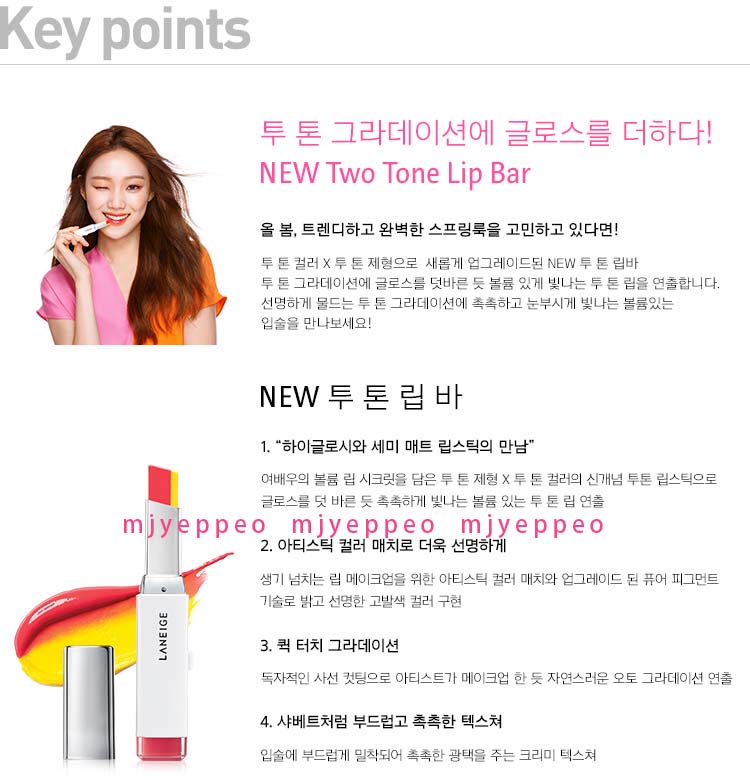 Key points
투 톤 그라데이션에 글로스를 더하다!
NEW Two Tone Lip Bar
올 봄, 트렌디하고 완벽한 스프링룩을 고민하고 있다면!
투 톤 컬러 X 투 톤 제형으로 새롭게 업그레이드된 NEW 투 톤 립바
투 톤 그라데이션에 글로스를 덧바른 듯 볼륨 있게 빛나는 투 톤 립을 연출합니다.
선명하게 물드는 투 톤 그라데이션에 촉촉하고 눈부시게 빛나는 볼륨있는
입술을 만나보세요!
NEW 투 톤 립 바
1. “하이글로시와 세미 매트 립스틱의 만남”
여배우의 볼륨 립 시크릿을 담은 투 톤 제형 X 투 톤 컬러의 신개념 투톤 립스틱으로
글로스를 덧 바른 듯 촉촉하게 빛나는 볼륨 있는 투 톤 립 연출
mjyeppeo mjyeppeo mjyeppeo
2. 아티스틱 컬러 매치로 더욱 선명하게
생기 넘치는 립 메이크업을 위한 아티스틱 컬러 매치와 업그레이드 된 퓨어 피그먼트
기술로 밝고 선명한 고발색 컬러 구현
3. 퀵 터치 그라데이션
독자적인 사선 컷팅으로 아티스트가 메이크업 한 듯 자연스러운 오토 그라데이션 연출
4. 샤베트처럼 부드럽고 촉촉한 텍스쳐
입술에 부드럽게 밀착되어 촉촉한 광택을 주는 크리미 텍스쳐
LANEIGE